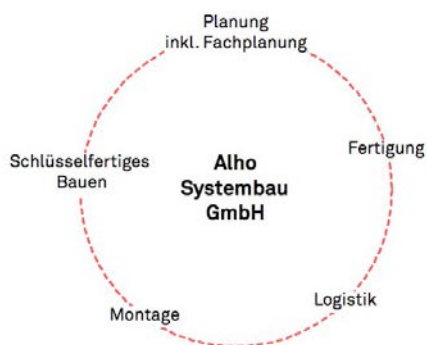 Planung
inkl. Fachplanung
Fertigung
Logistik
Montage
Schlüsselfertiges
Bauen
Alho
Systembau
GmbH